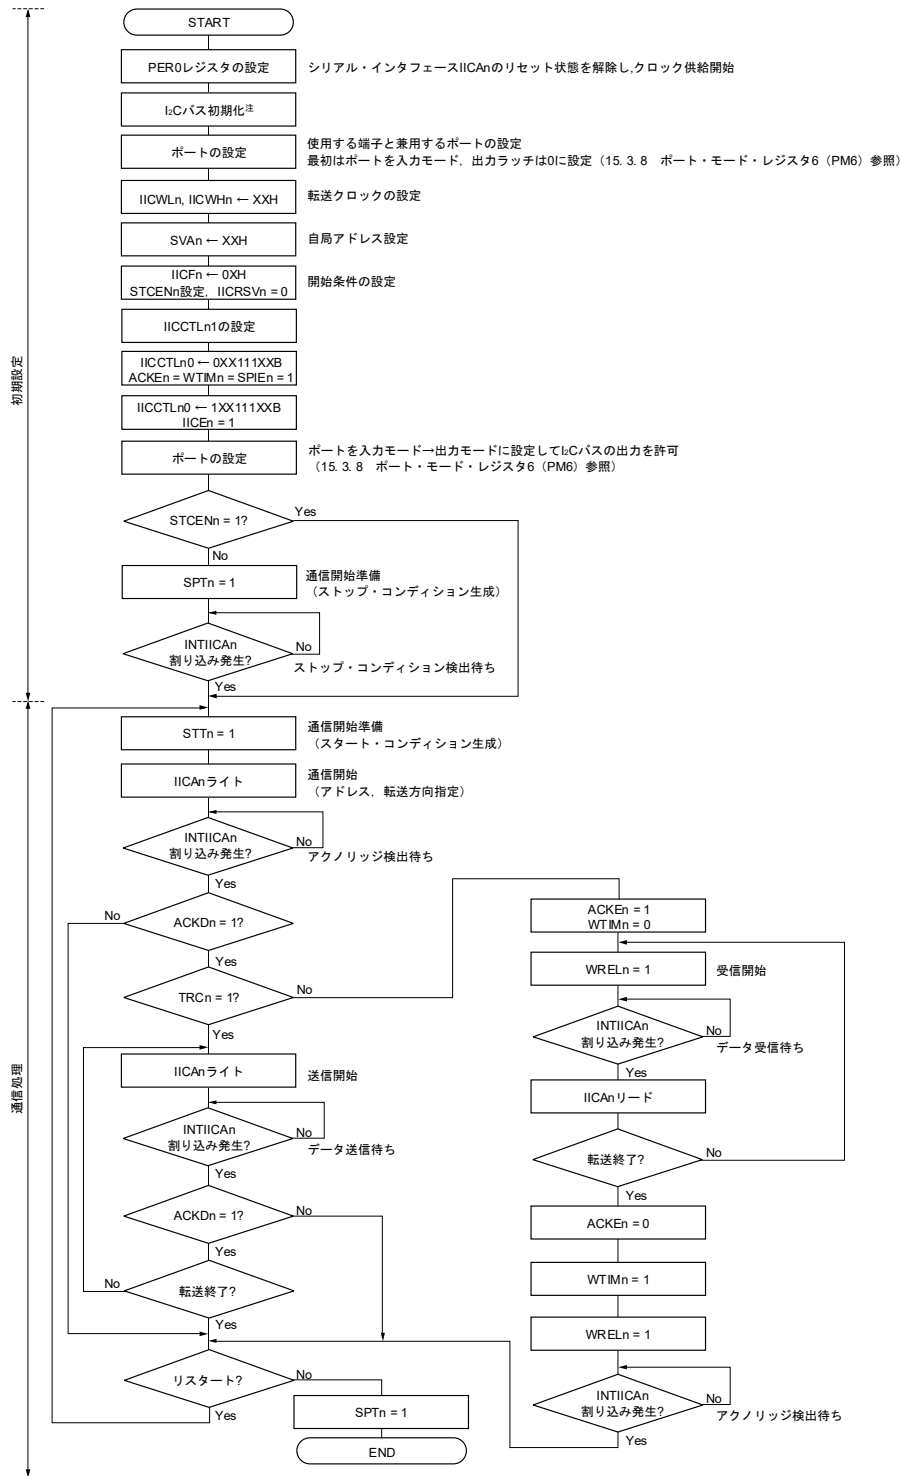 START
PER0レジスタの設定
シリアル・インタフェースIICAnのリセット状態を解除し,クロック供給開始
I2Cバス初期化注
ポートの設定
使用する端子と兼用するポートの設定
最初はポートを入力モード,出力ラッチは0に設定(15. 3. 8 ポート・モード・レジスタ6(PM6)参照)
IICWLn, IICWHn ← XXH
転送クロックの設定
SVAn ← XXH
自局アドレス設定
IICFn ← 0XH
STCENn設定, IICRSVn = 0
開始条件の設定
IICCTLn1の設定
IICCTLn0 ← 0XX111XXB
ACKEn = WTIMn = SPIEn = 1
IICCTLn0 ← 1XX111XXB
IICEn = 1
ポートの設定
ポートを入力モード→出力モードに設定してI2Cバスの出力を許可
(15. 3. 8 ポート・モード・レジスタ6(PM6)参照)
初期設定
STCENn = 1?
Yes
No
SPTn = 1
通信開始準備
(ストップ・コンディション生成)
INTIICAn
割り込み発生?
No
ストップ・コンディション検出待ち
Yes
通信処理
STTn = 1
通信開始準備
(スタート・コンディション生成)
IICAnライト
通信開始
(アドレス,転送方向指定)
INTIICAn
割り込み発生?
No
アクノリッジ検出待ち
Yes
ACKDn = 1?
No
Yes
TRCn = 1?
No
Yes
IICAnライト
送信開始
INTIICAn
割り込み発生?
No
データ送信待ち
Yes
ACKDn = 1?
No
Yes
転送終了?
No
Yes
リスタート?
No
Yes
SPTn = 1
END
ACKEn = 1
WTIMn = 0
WRELn = 1
受信開始
INTIICAn
割り込み発生?
No
データ受信待ち
Yes
IICAnリード
転送終了?
No
Yes
ACKEn = 0
WTIMn = 1
WRELn = 1
INTIICAn
割り込み発生?
No
アクノリッジ検出待ち
Yes